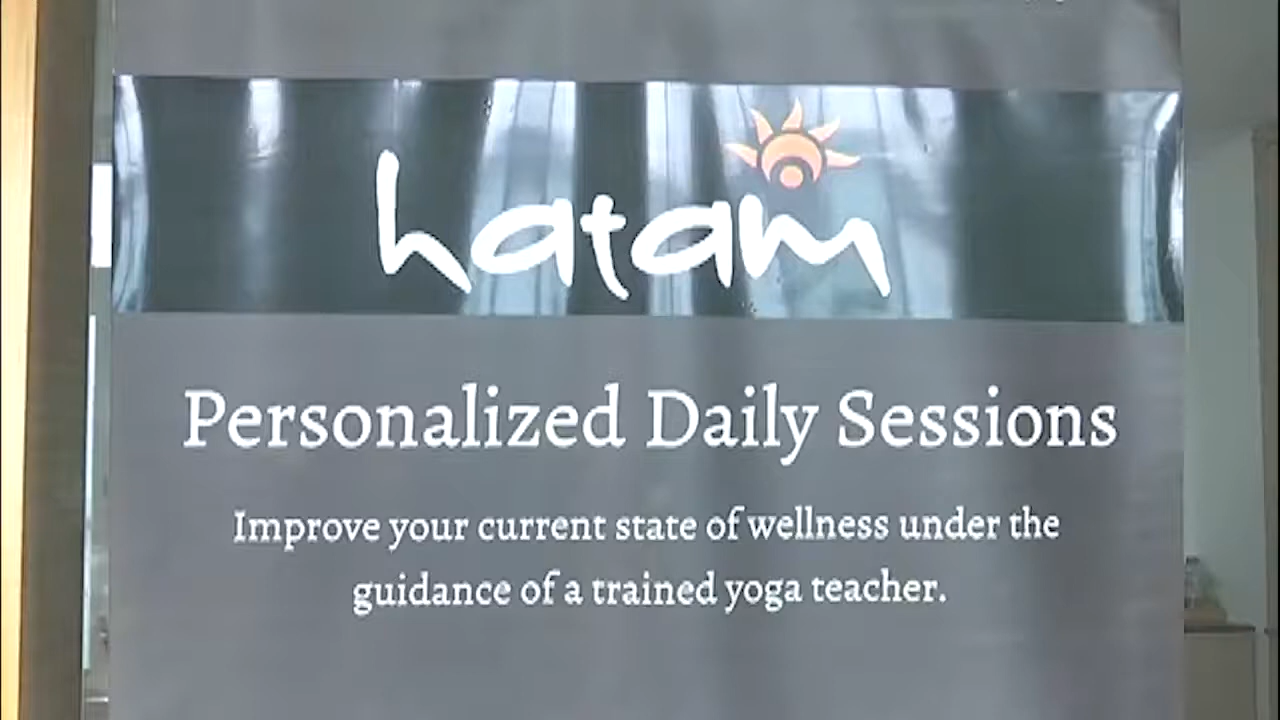 hatam
Personalized Daily Sessions
Improve your current state of wellness under the
guidance of a trained yoga teacher.